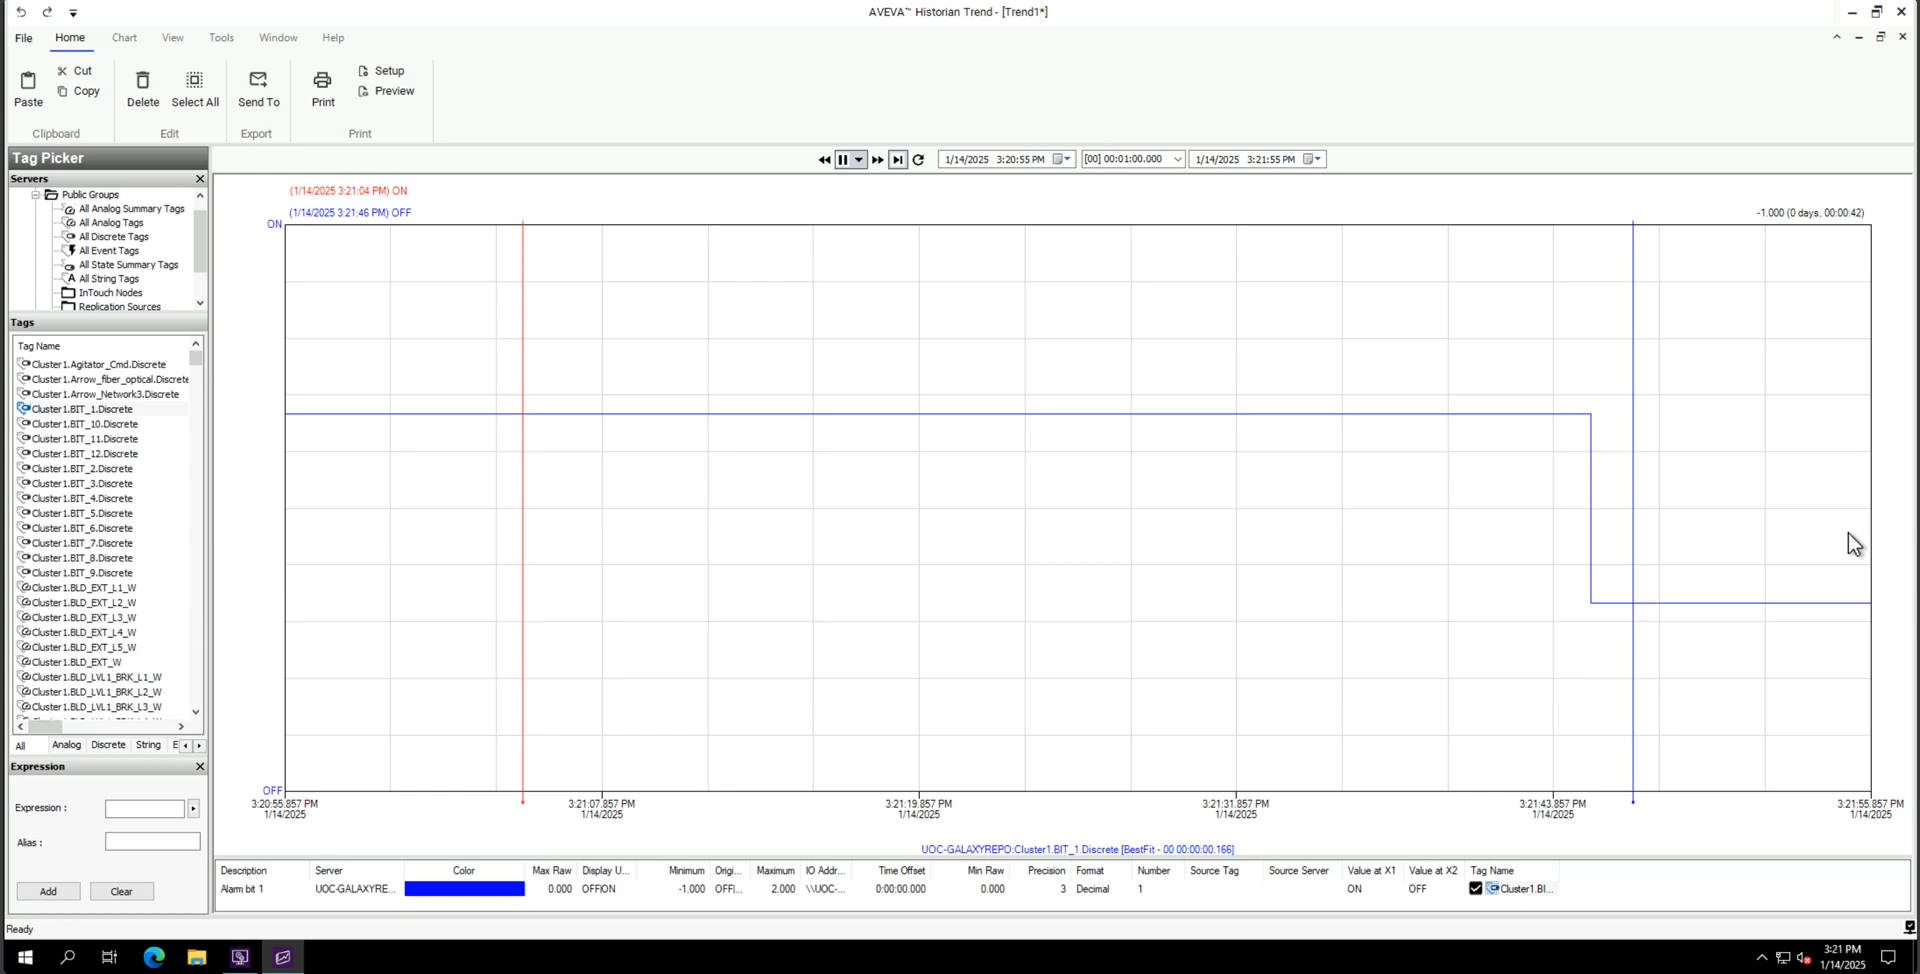 AVEVA™ Historian Trend - [Trend1*]
File Home Chart View Tools Window Help
Paste Cut Copy Delete Select All Send To Print Setup Preview
Clipboard Edit Export Print
Tag Picker
1/14/2025 3:20:55 PM [00] 00:01:00.000 1/14/2025 3:21:55 PM
Servers
Public Groups
All Analog Summary Tags
All Analog Tags
All Discrete Tags
All Event Tags
All State Summary Tags
All String Tags
InTouch Nodes
Replication Sources
Tags
Tag Name
Cluster1.Agitator_Cmd.Discrete
Cluster1.Arrow_fiber_optical.Discrete
Cluster1.Arrow_Network3.Discrete
Cluster1.BIT_1.Discrete
Cluster1.BIT_10.Discrete
Cluster1.BIT_11.Discrete
Cluster1.BIT_12.Discrete
Cluster1.BIT_2.Discrete
Cluster1.BIT_3.Discrete
Cluster1.BIT_4.Discrete
Cluster1.BIT_5.Discrete
Cluster1.BIT_6.Discrete
Cluster1.BIT_7.Discrete
Cluster1.BIT_8.Discrete
Cluster1.BIT_9.Discrete
Cluster1.BLD_EXT_L1_W
Cluster1.BLD_EXT_L2_W
Cluster1.BLD_EXT_L3_W
Cluster1.BLD_EXT_L4_W
Cluster1.BLD_EXT_L5_W
Cluster1.BLD_EXT_W
Cluster1.BLD_LVL1_BRK_L1_W
Cluster1.BLD_LVL1_BRK_L2_W
Cluster1.BLD_LVL1_BRK_L3_W
All Analog Discrete String E
Expression
Expression :
Alias :
Add Clear
(1/14/2025 3:21:04 PM) ON
(1/14/2025 3:21:46 PM) OFF
-1.000 (0 days, 00:00:42)
ON
OFF
3:20:55.857 PM 3:21:07.857 PM 3:21:19.857 PM 3:21:31.857 PM 3:21:43.857 PM 3:21:55.857 PM
1/14/2025 1/14/2025 1/14/2025 1/14/2025 1/14/2025 1/14/2025
UOC-GALAXYREPO:Cluster1.BIT_1.Discrete [BestFit - 00 00:00:00.166]
Description Server Color Max Raw Display U... Minimum Origi... Maximum IO Addr... Time Offset Min Raw Precision Format Number Source Tag Source Server Value at X1 Value at X2 Tag Name
Alarm bit 1 UOC-GALAXYRE... 0.000 OFFION -1.000 OFFI... 2.000 \\UOC-... 0:00:00.000 0.000 3 Decimal 1 ON OFF Cluster1.BI...
Ready
3:21 PM
1/14/2025